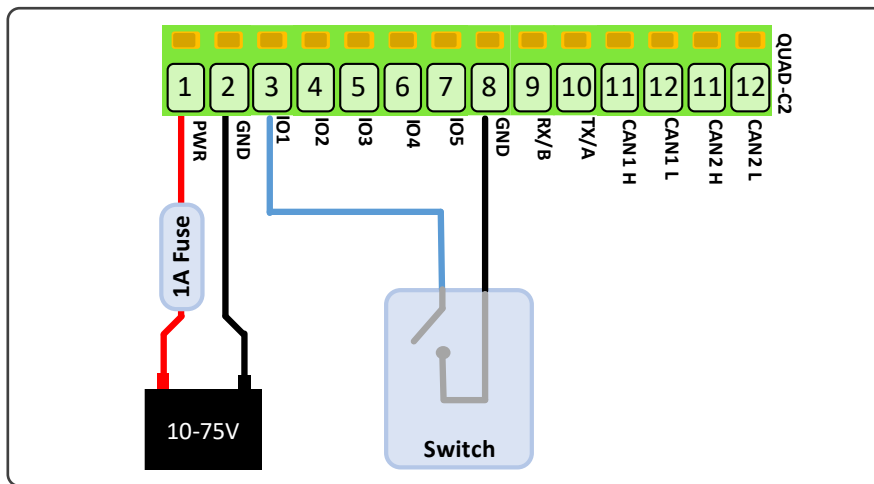 QUAD-C2
1 2 3 4 5 6 7 8 9 10 11 12 11 12
PWR
GND
IO1
IO2
IO3
IO4
IO5
GND
RX/B
TX/A
CAN1 H
CAN1 L
CAN2 H
CAN2 L
1A Fuse
10-75V
Switch